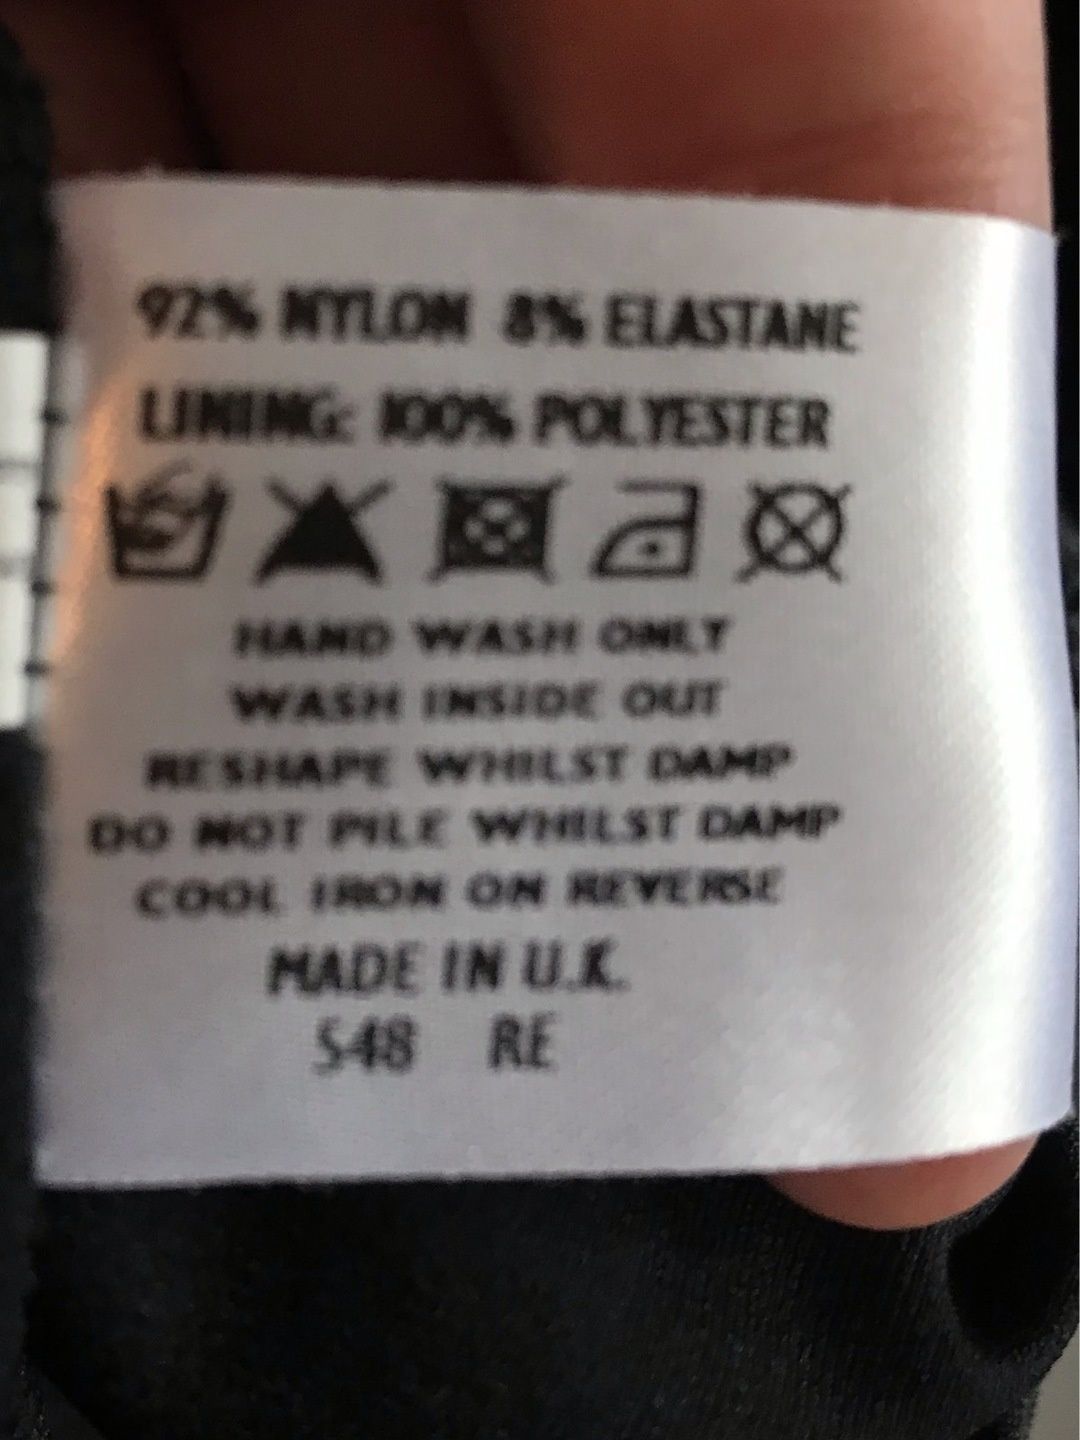 92% NYLON 8% ELASTANE
LINING: 100% POLYESTER
HAND WASH ONLY
WASH INSIDE OUT
RESHAPE WHILST DAMP
DO NOT PILE WHILST DAMP
COOL IRON ON REVERSE
MADE IN U.K.
S48 RE